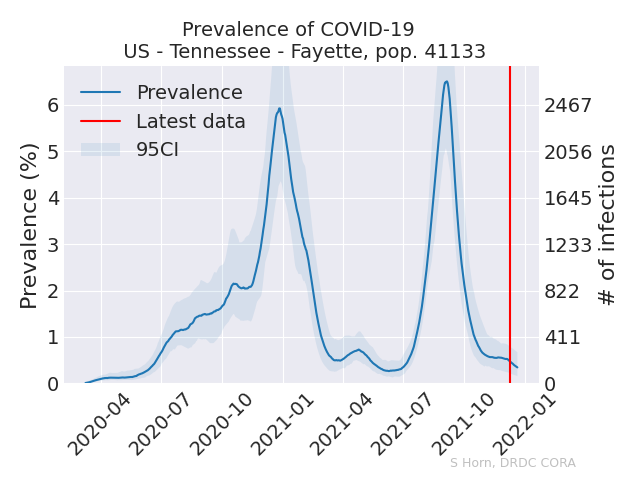 Prevalence of COVID-19
US - Tennessee - Fayette, pop. 41133
Prevalence
Latest data
95CI
Prevalence (%)
6
5
4
3
2
1
0
2467
2056
1645
1233
822
411
0
# of infections
2020-04
2020-07
2020-10
2021-01
2021-04
2021-07
2021-10
2022-01
S Horn, DRDC CORA